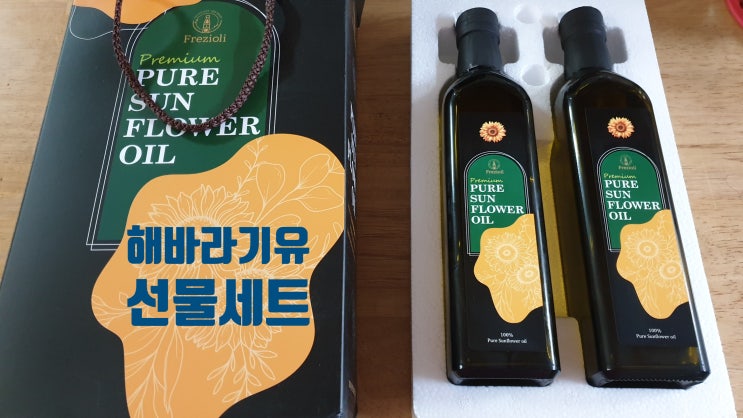 Frezioli
Premium
PURE
SUN
FLOWER
OIL
해바라기유
선물세트
Frezioli
Premium
PURE
SUN
FLOWER
OIL
100%
Pure Sunflower oil
Frezioli
Premium
PURE
SUN
FLOWER
OIL
100%
Pure Sunflower oil